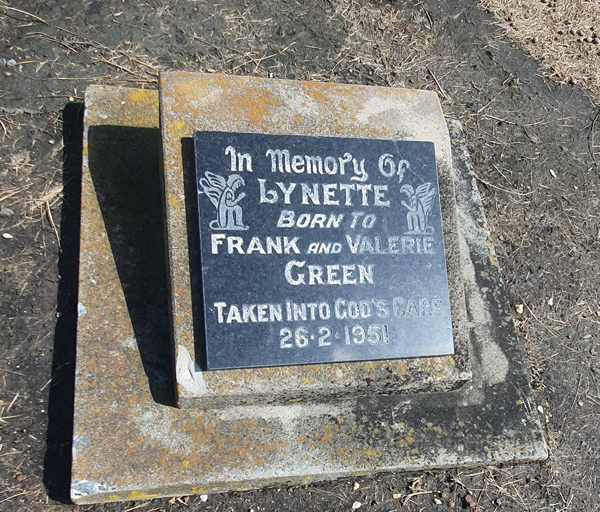 In Memory Of
LYNETTE
BORN TO
FRANK AND VALERIE
GREEN
TAKEN INTO GOD'S CARE
26·2·1951